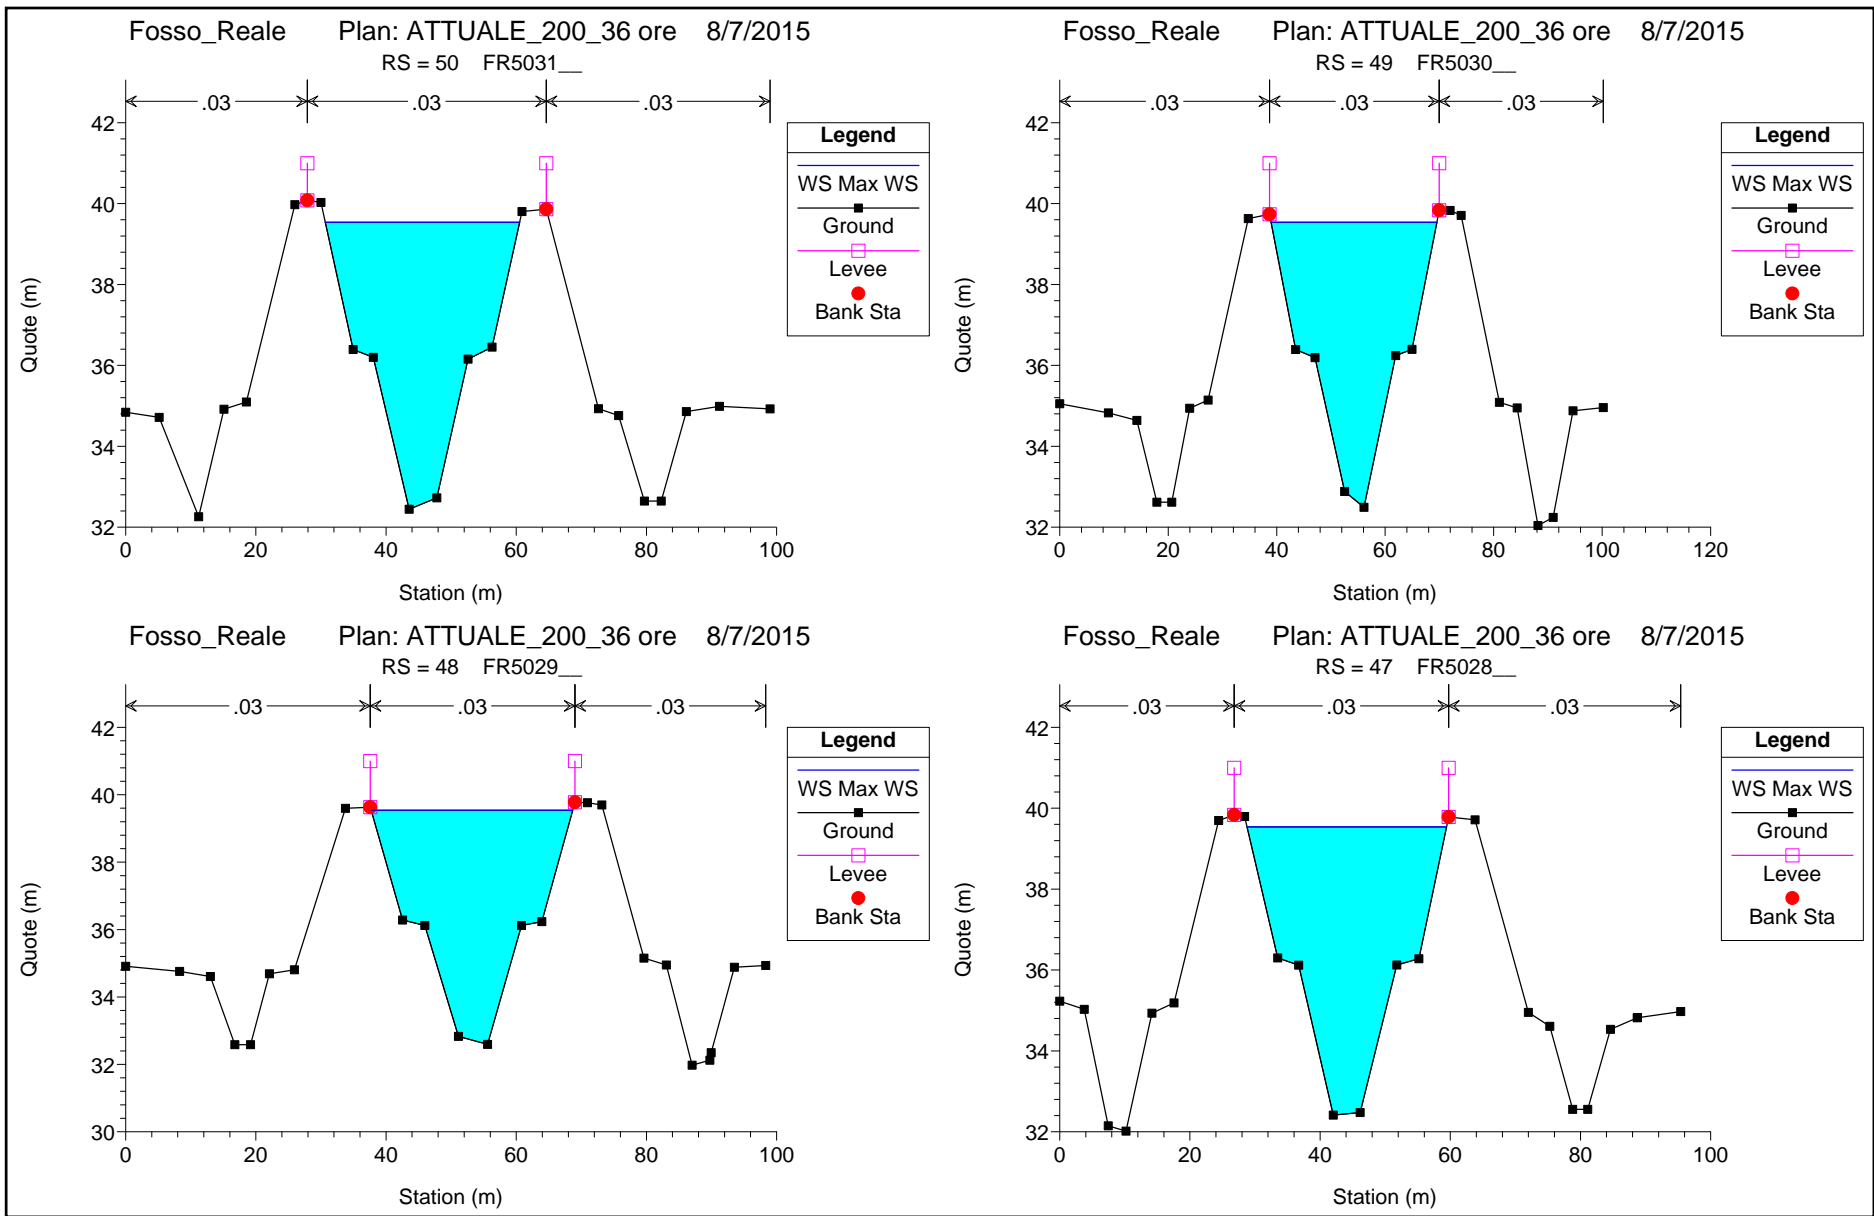 Fosso_Reale Plan: ATTUALE_200_36 ore 8/7/2015
RS = 50 FR5031__
.03 .03 .03
42
40
38
36
34
32
0 20 40 60 80 100
Station (m)
Quote (m)
Legend
WS Max WS
Ground
Levee
Bank Sta
Fosso_Reale Plan: ATTUALE_200_36 ore 8/7/2015
RS = 49 FR5030__
.03 .03 .03
42
40
38
36
34
32
0 20 40 60 80 100 120
Station (m)
Quote (m)
Legend
WS Max WS
Ground
Levee
Bank Sta
Fosso_Reale Plan: ATTUALE_200_36 ore 8/7/2015
RS = 48 FR5029__
.03 .03 .03
42
40
38
36
34
32
30
0 20 40 60 80 100
Station (m)
Quote (m)
Legend
WS Max WS
Ground
Levee
Bank Sta
Fosso_Reale Plan: ATTUALE_200_36 ore 8/7/2015
RS = 47 FR5028__
.03 .03 .03
42
40
38
36
34
32
0 20 40 60 80 100
Station (m)
Quote (m)
Legend
WS Max WS
Ground
Levee
Bank Sta